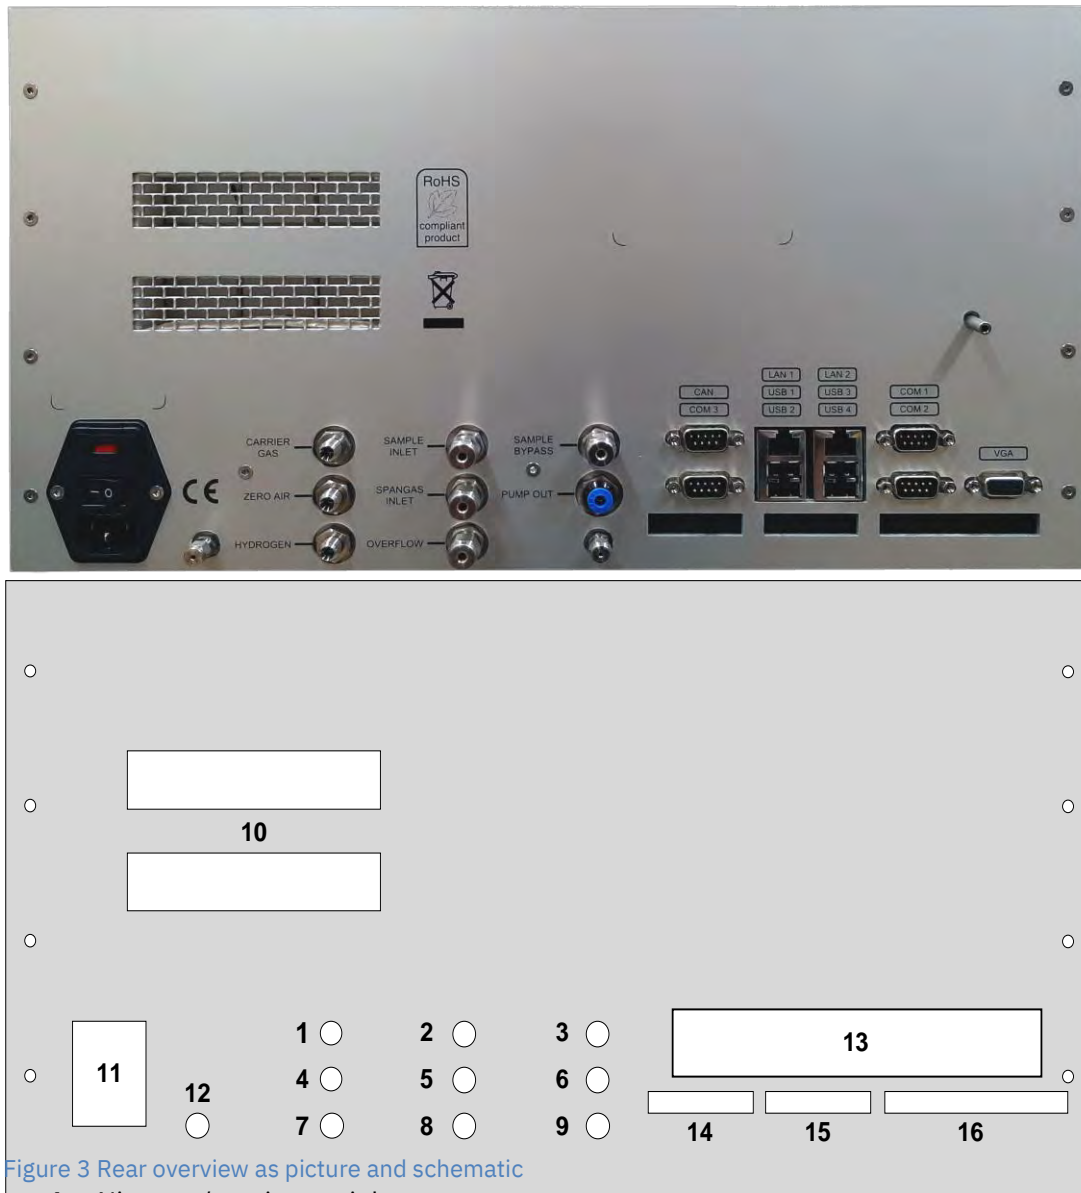 RoHS
compliant
product
LAN 1
LAN 2
CAN
USB 1
USB 3
COM 1
COM 3
USB 2
USB 4
COM 2
CARRIER
GAS
SAMPLE
INLET
SAMPLE
BYPASS
VGA
CE
ZERO AIR
SPANGAS
INLET
PUMP OUT
HYDROGEN
OVERFLOW
10
1
2
3
13
11
4
5
6
12
7
8
9
14
15
16
Figure 3 Rear overview as picture and schematic